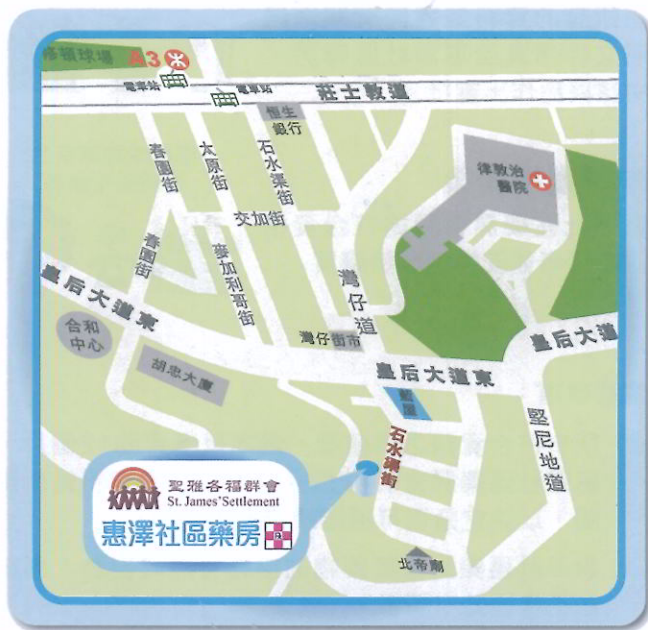 修頓球場
A3
電車站
電車站
莊士敦道
恒生
銀行
春園街
太原街
石水渠街
律敦治
醫院
交加街
春園街
麥加利哥街
灣仔道
皇后大道東
合和
中心
胡忠大廈
灣仔街市
皇后大道東
皇后大道東
藍屋
石水渠街
堅尼地道
聖雅各福群會
St. James' Settlement
惠澤社區藥房
北帝廟